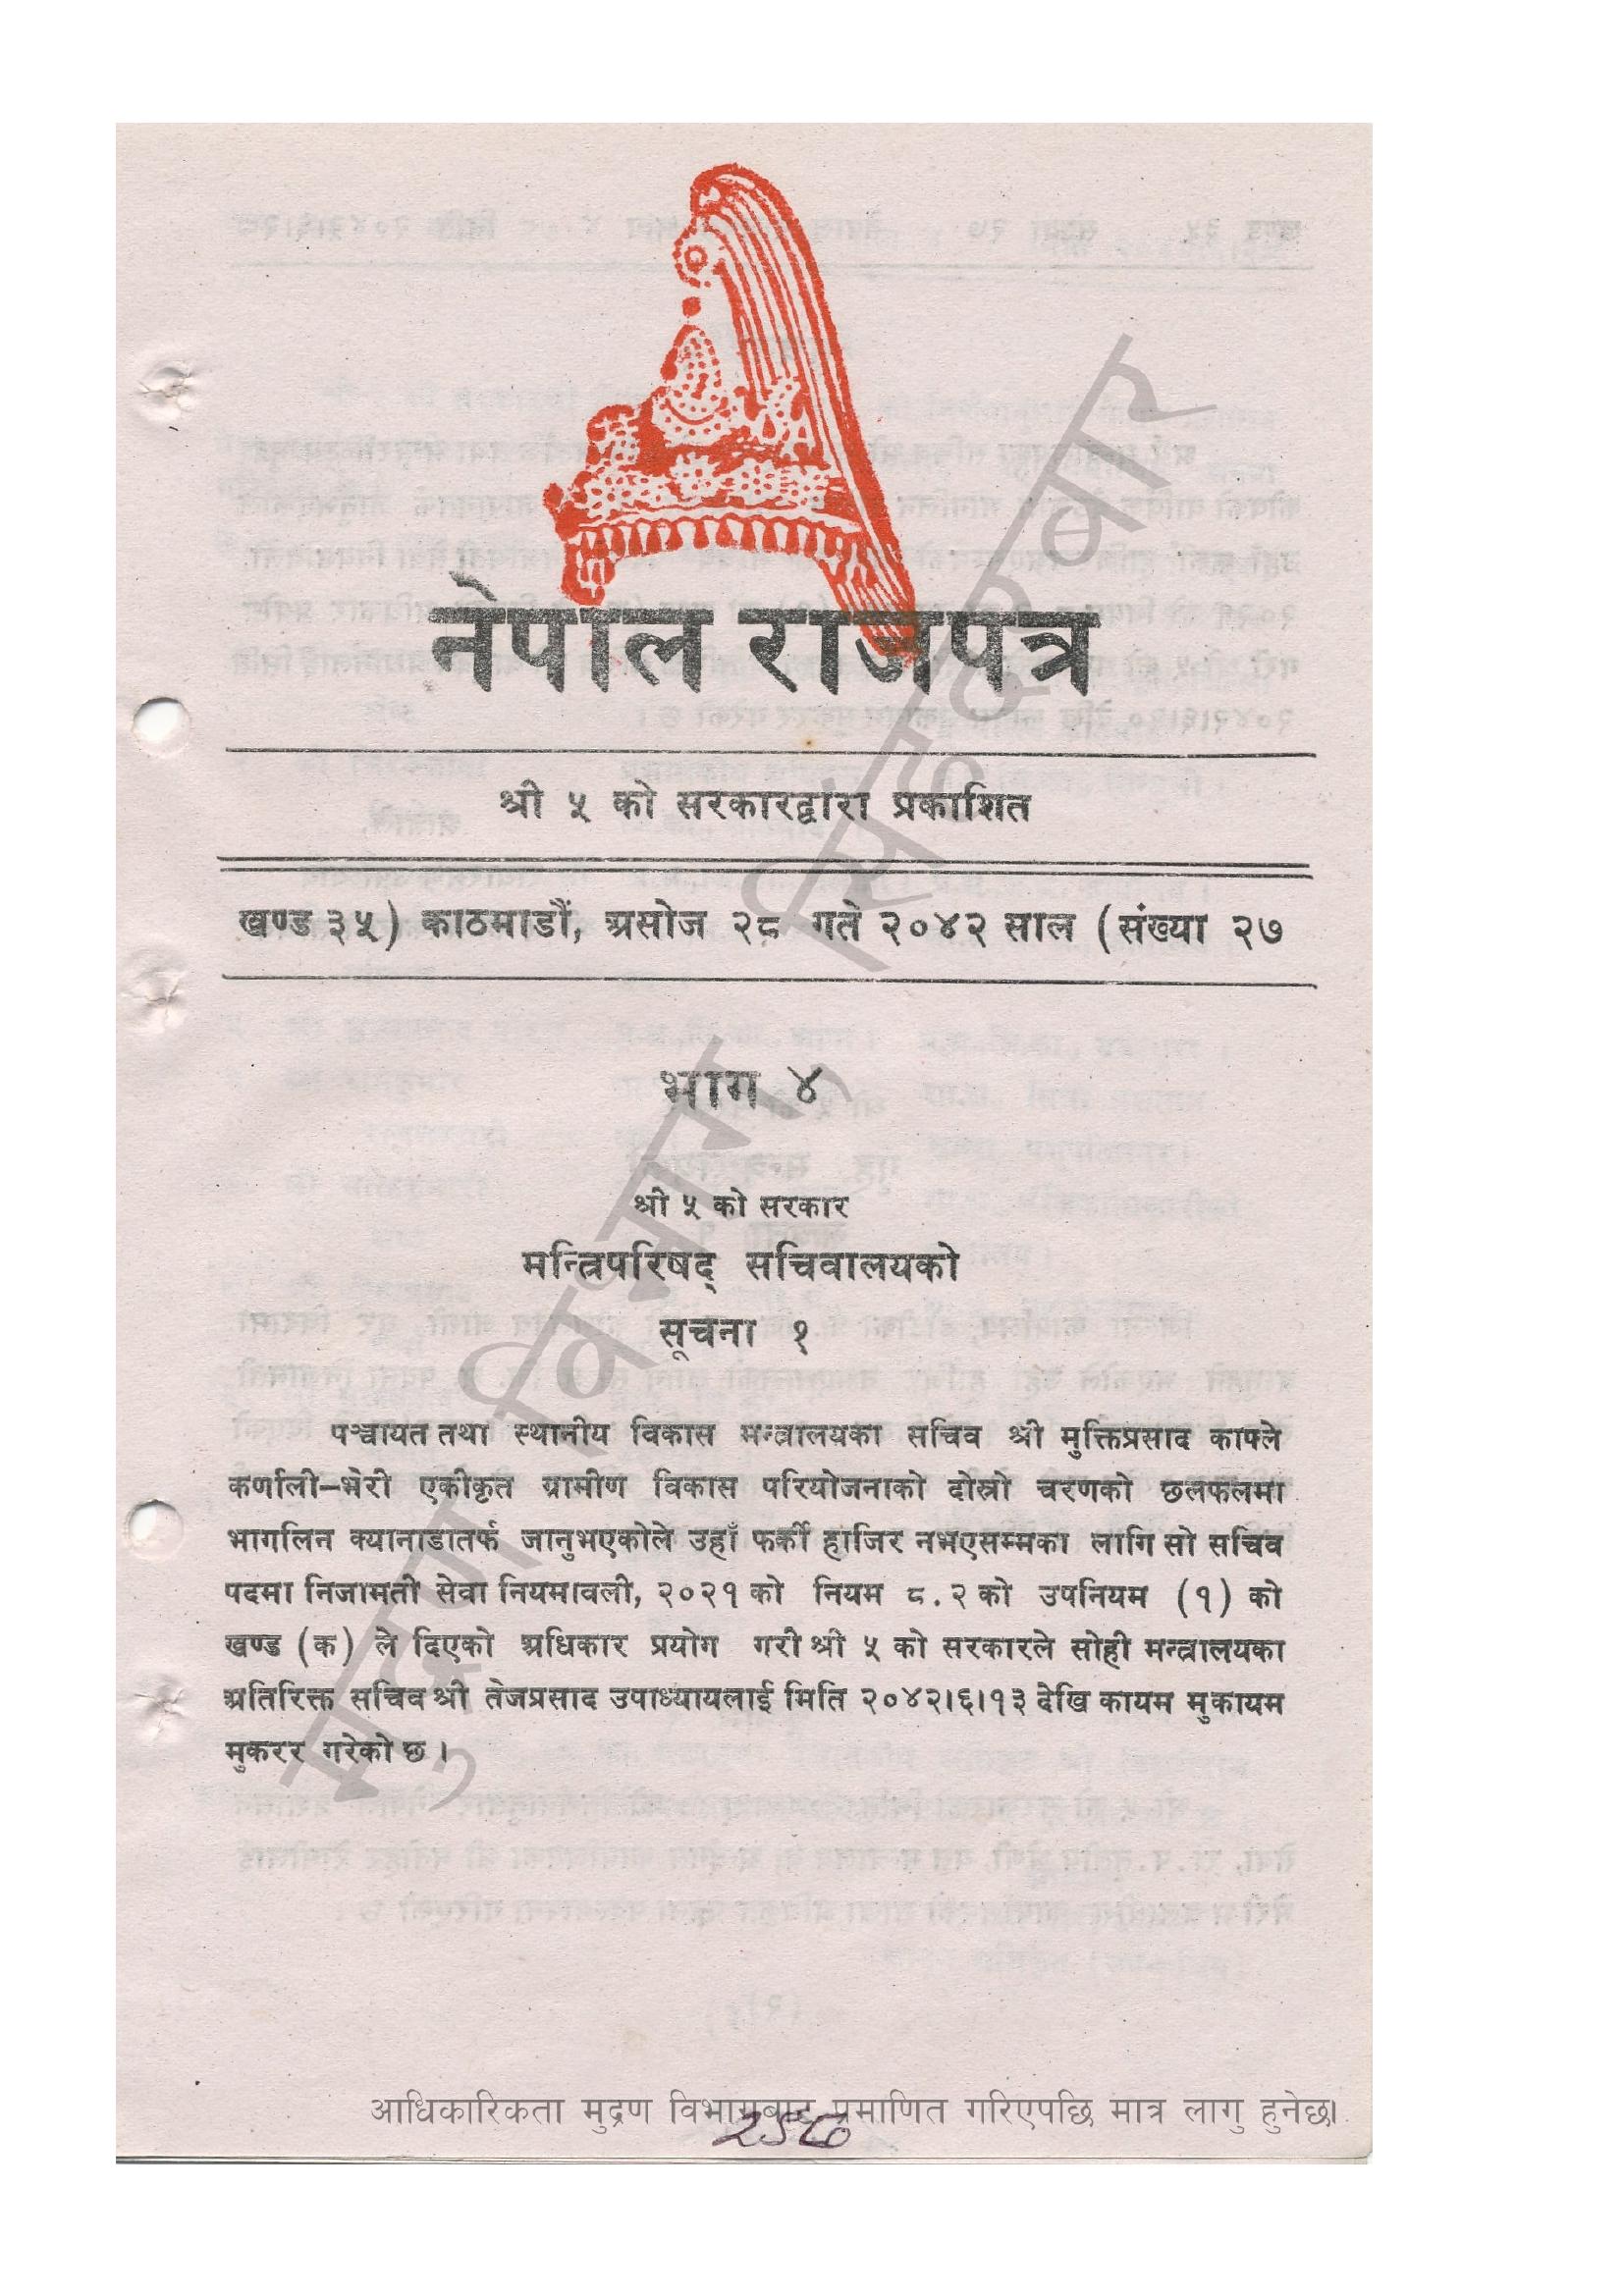 नेपाल राजपत्र
श्री ५ को सरकारद्वारा प्रकाशित
खण्ड ३५) काठमाडौं, असोज २८ गते २०४२ साल (संख्या २७
भाग ४
श्री ५ को सरकार
मन्त्रिपरिषद् सचिवालयको
सूचना १
पञ्चायत तथा स्थानीय विकास मन्त्रालयका सचिव श्री मुक्तिप्रसाद काफ्ले
कर्णाली–भेरी एकीकृत ग्रामीण विकास परियोजनाको दोस्रो चरणको छलफलमा
भागलिन क्यानाडातर्फ जानुभएकोले उहाँ फर्की हाजिर नभएसम्मका लागि सो सचिव
पदमा निजामती सेवा नियमावली, २०२१ को नियम ८.२ को उपनियम (१) को
खण्ड (क) ले दिएको अधिकार प्रयोग गरी श्री ५ को सरकारले सोही मन्त्रालयका
अतिरिक्त सचिव श्री तेजप्रसाद उपाध्यायलाई मिति २०४२।६।१३ देखि कायम मुकायम
मुकरर गरेको छ ।
मुद्रण विभाग, सिंहदरबार
आधिकारिकता मुद्रण विभागबाट प्रमाणित गरिएपछि मात्र लागु हुनेछ।